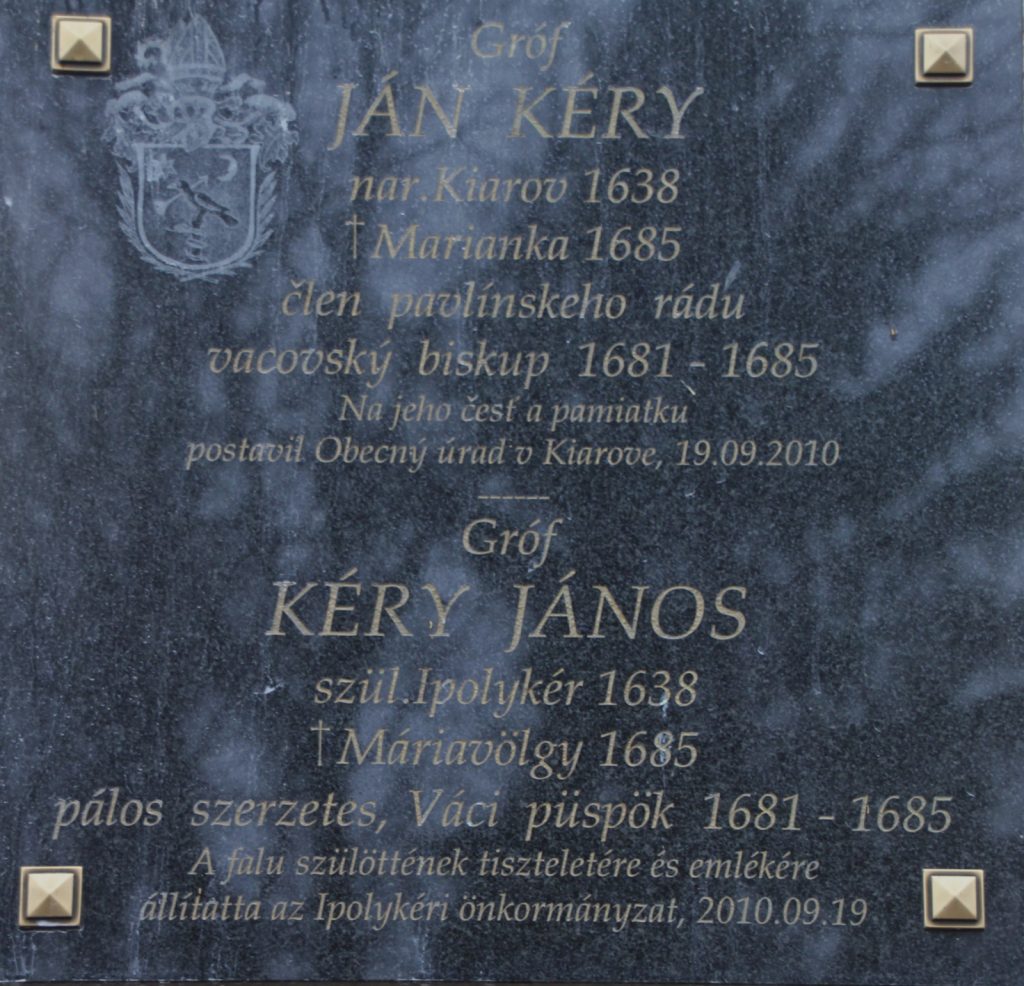 Gróf
JÁN KÉRY
nar.Kiarov 1638
† Marianka 1685
člen pavlínskeho rádu
vacovský biskup 1681 - 1685
Na jeho česť a pamiatku
postavil Obecný úrad v Kiarove, 19.09.2010
------
Gróf
KÉRY JÁNOS
szül.Ipolykér 1638
† Máriavölgy 1685
pálos szerzetes, Váci püspök 1681 - 1685
A falu szülöttének tiszteletére és emlékére
állítatta az Ipolykéri önkormányzat, 2010.09.19